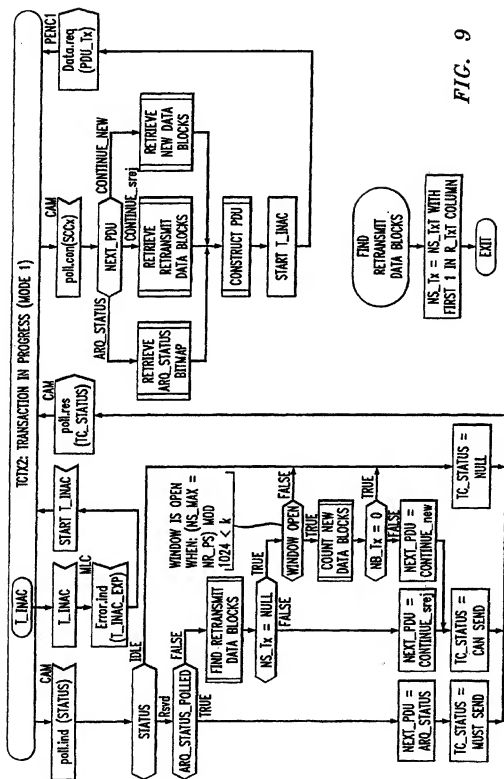 TCTX2: TRANSACTION IN PROGRESS (MODE 1)
T_INAC
CAM
poll.ind (STATUS)
T_INAC
MLC
Error.ind
(T_INAC_EXP)
START T_INAC
CAM
poll.res
(TC_STATUS)
CAM
poll.con(SCCx)
PENC1
Data.req
(PDU_Tx)
STATUS
IDLE
Rsvd
ARQ_STATUS_POLLED
FALSE
TRUE
FIND RETRANSMIT
DATA BLOCKS
NS_Tx = NULL
TRUE
FALSE
WINDOW IS OPEN
WHEN: (NS_MAX =
NR_PS) MOD
1024 < k
WINDOW OPEN
FALSE
TRUE
COUNT NEW
DATA BLOCKS
NB_Tx = 0
TRUE
FALSE
NEXT_PDU =
ARQ_STATUS
NEXT_PDU =
CONTINUE_srej
NEXT_PDU =
CONTINUE_new
TC_STATUS =
MUST SEND
TC_STATUS =
CAN SEND
TC_STATUS =
NULL
NEXT_PDU
ARQ_STATUS
CONTINUE_srej
CONTINUE_NEW
RETRIEVE
ARQ_STATUS
BITMAP
RETRIEVE
RETRANSMIT
DATA BLOCKS
RETRIEVE
NEW DATA
BLOCKS
CONSTRUCT PDU
START T_INAC
FIND
RETRANSMIT
DATA BLOCKS
NS_Tx = NS_TxT WITH
FIRST 1 IN R_TxT COLUMN
EXIT
FIG. 9